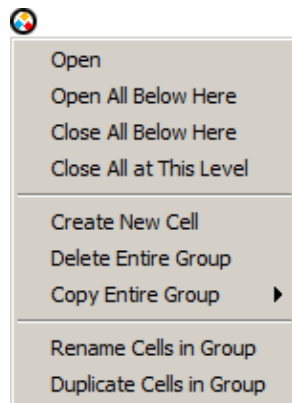 Open
Open All Below Here
Close All Below Here
Close All at This Level
Create New Cell
Delete Entire Group
Copy Entire Group
Rename Cells in Group
Duplicate Cells in Group